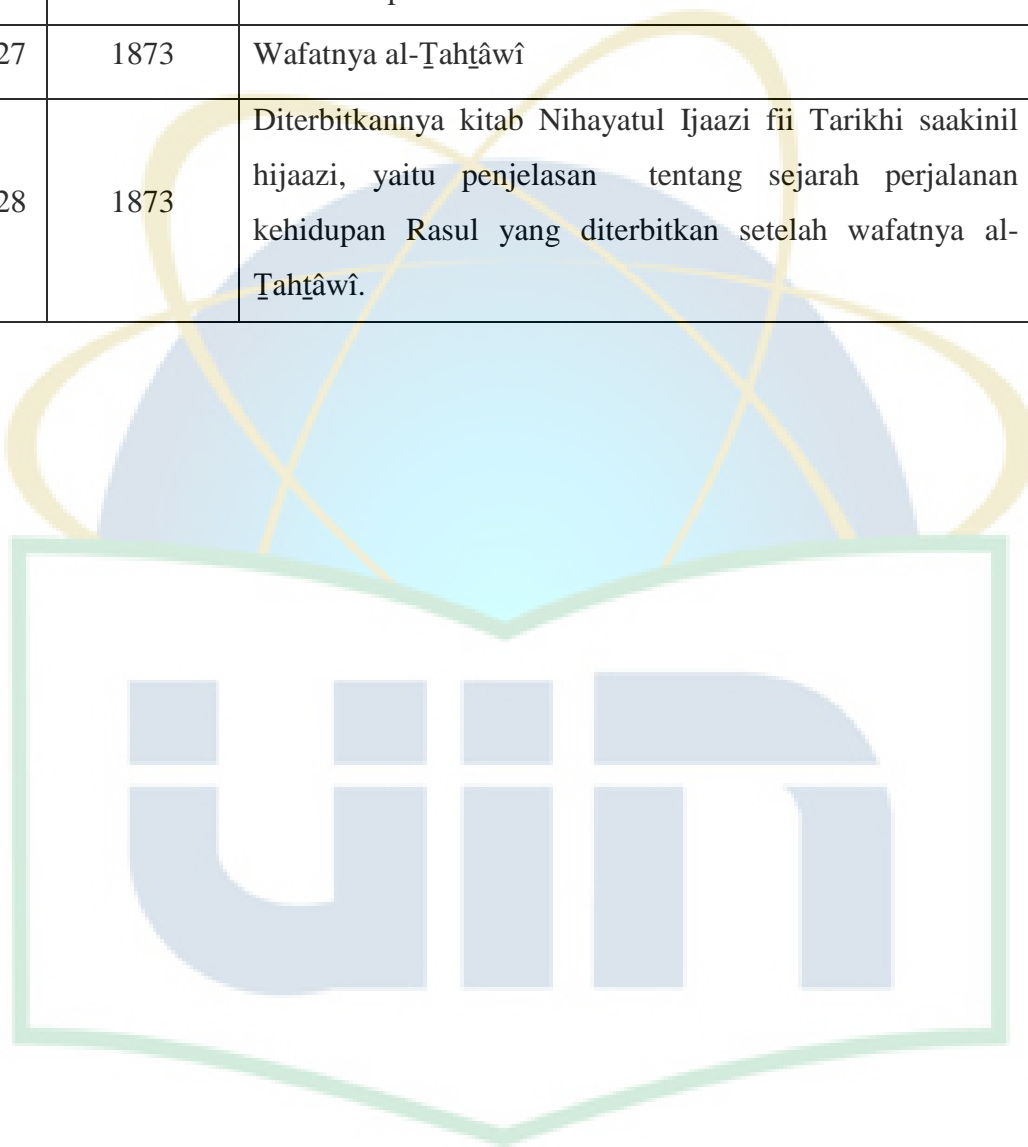 27 1873 Wafatnya al-Ṯahṯâwî
Diterbitkannya kitab Nihayatul Ijaazi fii Tarikhi saakinil
hijaazi, yaitu penjelasan tentang sejarah perjalanan
28 1873
kehidupan Rasul yang diterbitkan setelah wafatnya al-
Ṯahṯâwî.
uin